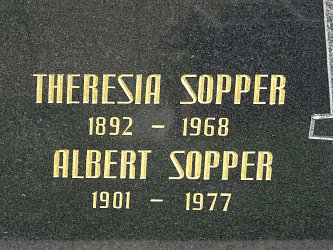 THERESIA SOPPER
1892 – 1968
ALBERT SOPPER
1901 – 1977